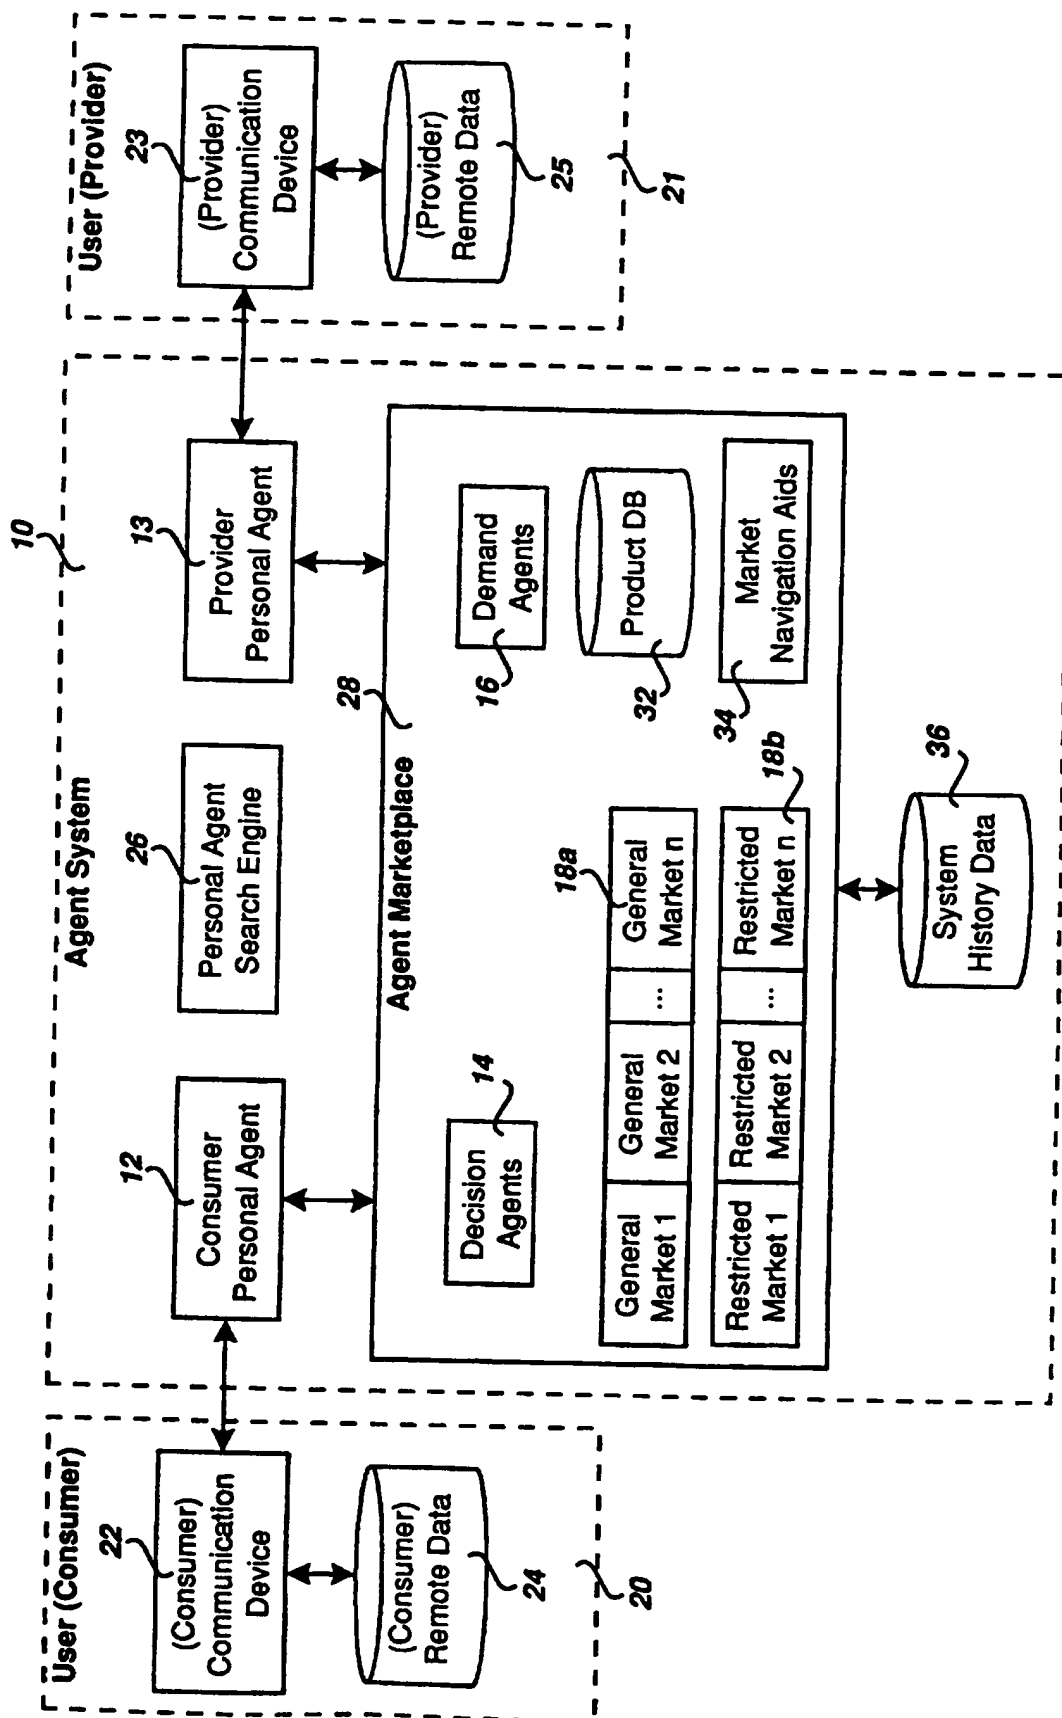 User (Consumer)
22
(Consumer)
Communication
Device
(Consumer)
Remote Data
24
20
10
Agent System
12
Consumer
Personal Agent
26
Personal Agent
Search Engine
13
Provider
Personal Agent
Agent Marketplace
28
Decision
Agents
14
Demand
Agents
16
General
Market 1
General
Market 2
...
General
Market n
18a
Restricted
Market 1
Restricted
Market 2
...
Restricted
Market n
18b
Product DB
32
Market
Navigation Aids
34
System
History Data
36
User (Provider)
23
(Provider)
Communication
Device
(Provider)
Remote Data
25
21